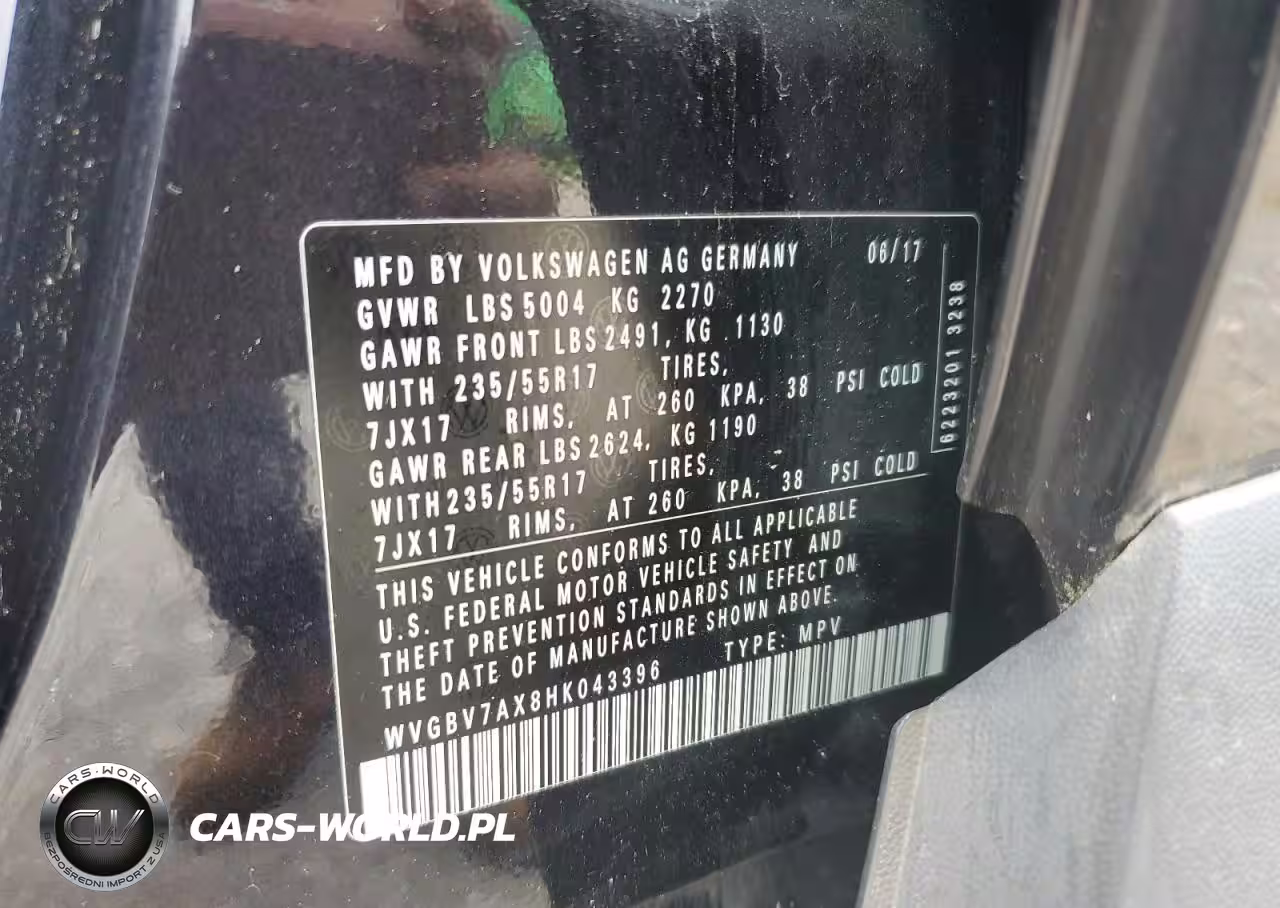 MFD BY VOLKSWAGEN AG GERMANY 06/17
GVWR LBS 5004 KG 2270
GAWR FRONT LBS 2491, KG 1130
WITH 235/55R17 TIRES,
7JX17 RIMS, AT 260 KPA, 38 PSI COLD
GAWR REAR LBS 2624, KG 1190
WITH 235/55R17 TIRES,
7JX17 RIMS, AT 260 KPA, 38 PSI COLD
6223201 3238
THIS VEHICLE CONFORMS TO ALL APPLICABLE
U.S. FEDERAL MOTOR VEHICLE SAFETY AND
THEFT PREVENTION STANDARDS IN EFFECT ON
THE DATE OF MANUFACTURE SHOWN ABOVE.
WVGBV7AX8HK043396 TYPE: MPV
CARS-WORLD
CW
BEZPOŚREDNI IMPORT Z USA
CARS-WORLD.PL